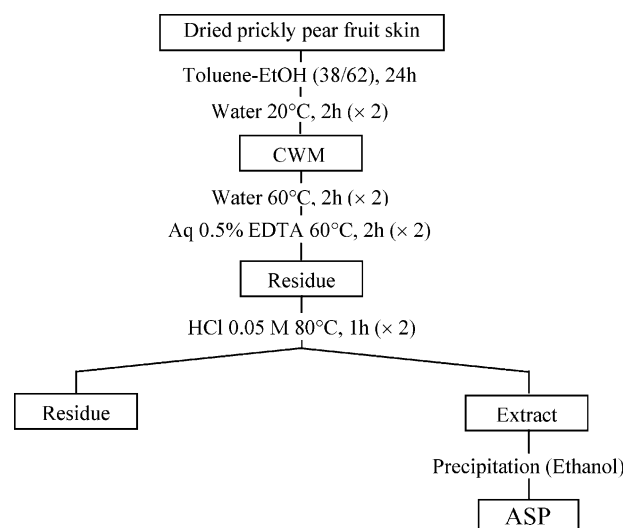 Dried prickly pear fruit skin
Toluene-EtOH (38/62), 24h
Water 20°C, 2h (× 2)
CWM
Water 60°C, 2h (× 2)
Aq 0.5% EDTA 60°C, 2h (× 2)
Residue
HCl 0.05 M 80°C, 1h (× 2)
Residue
Extract
Precipitation (Ethanol)
ASP